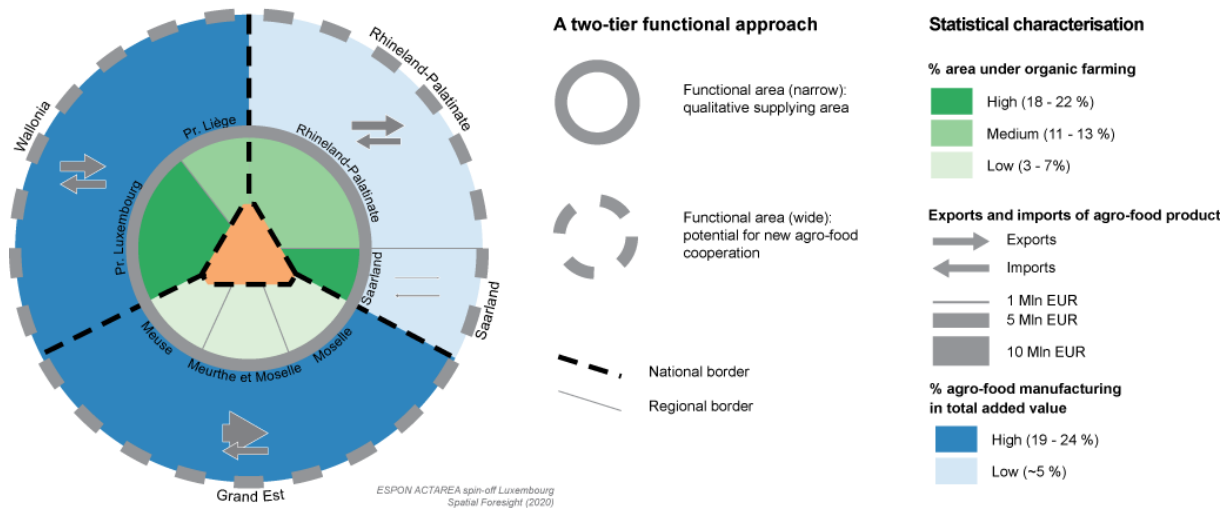 Wallonia
Pr. Liège
Rhineland-Palatinate
Rhineland-Palatinate
Pr. Luxembourg
Saarland
Saarland
Meuse
Meurthe et Moselle
Moselle
Grand Est
ESPON ACTAREA spin-off Luxembourg
Spatial Foresight (2020)
A two-tier functional approach
Functional area (narrow):
qualitative supplying area
Functional area (wide):
potential for new agro-food
cooperation
National border
Regional border
Statistical characterisation
% area under organic farming
High (18 - 22 %)
Medium (11 - 13 %)
Low (3 - 7%)
Exports and imports of agro-food product
Exports
Imports
1 Mln EUR
5 Mln EUR
10 Mln EUR
% agro-food manufacturing
in total added value
High (19 - 24 %)
Low (~5 %)